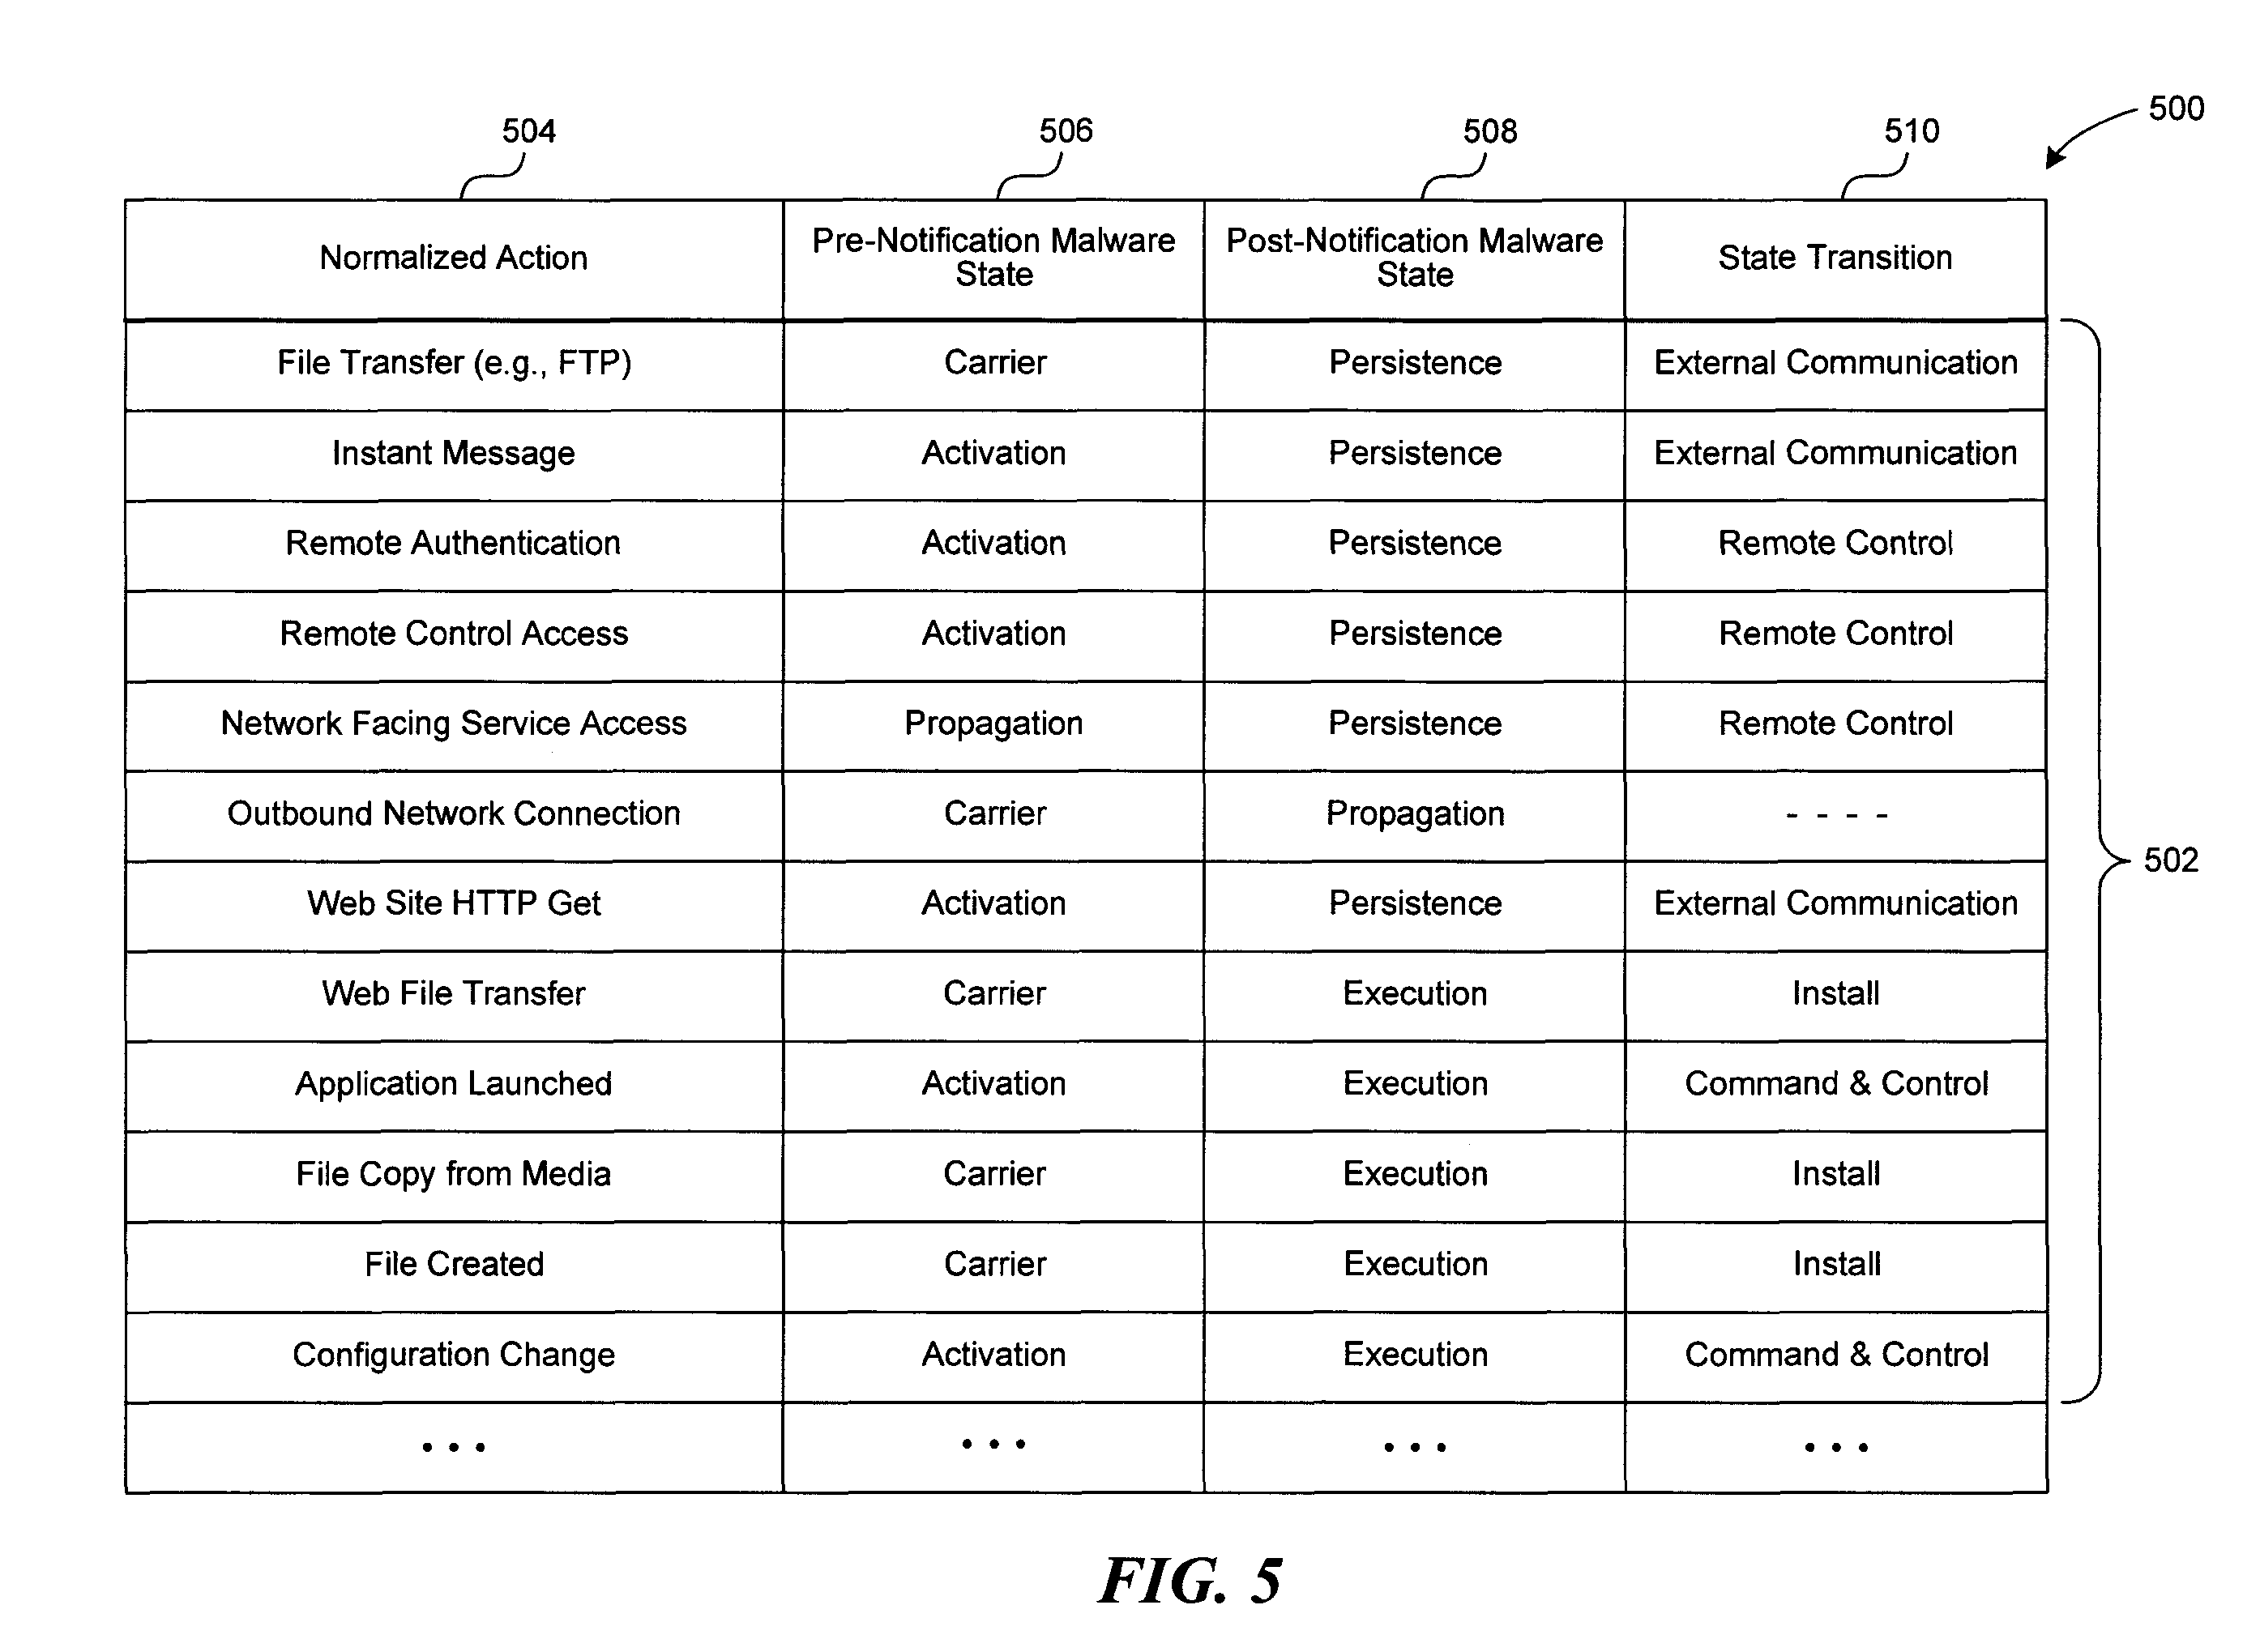 500
504 506 508 510
Normalized Action Pre-Notification Malware State Post-Notification Malware State State Transition
File Transfer (e.g., FTP) Carrier Persistence External Communication
Instant Message Activation Persistence External Communication
Remote Authentication Activation Persistence Remote Control
Remote Control Access Activation Persistence Remote Control
Network Facing Service Access Propagation Persistence Remote Control
Outbound Network Connection Carrier Propagation - - - -
502
Web Site HTTP Get Activation Persistence External Communication
Web File Transfer Carrier Execution Install
Application Launched Activation Execution Command & Control
File Copy from Media Carrier Execution Install
File Created Carrier Execution Install
Configuration Change Activation Execution Command & Control
• • • • • • • • • • • •
FIG. 5